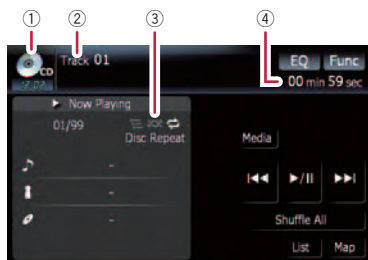 ① ② ③ ④
CD
Track 01
EQ Func
00 min 59 sec
Now Playing
01/99
Disc Repeat
Media
-
-
-
Shuffle All
List Map